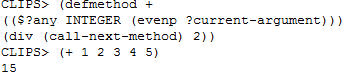 CLIPS> (defmethod +
(($?any INTEGER (evenp ?current-argument)))
(div (call-next-method) 2))
CLIPS> (+ 1 2 3 4 5)
15